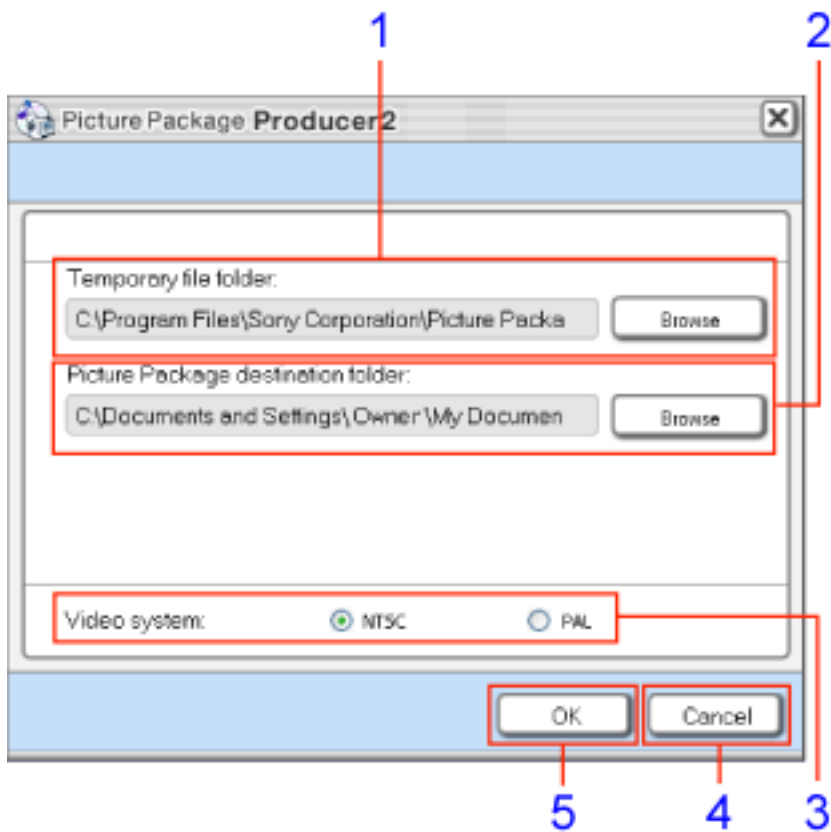 1
2
Picture Package Producer2
Temporary file folder:
C:\Program Files\Sony Corporation\Picture Packa
Browse
Picture Package destination folder:
C:\Documents and Settings\Owner\My Documen
Browse
Video system:
NTSC
PAL
OK
Cancel
5
4
3